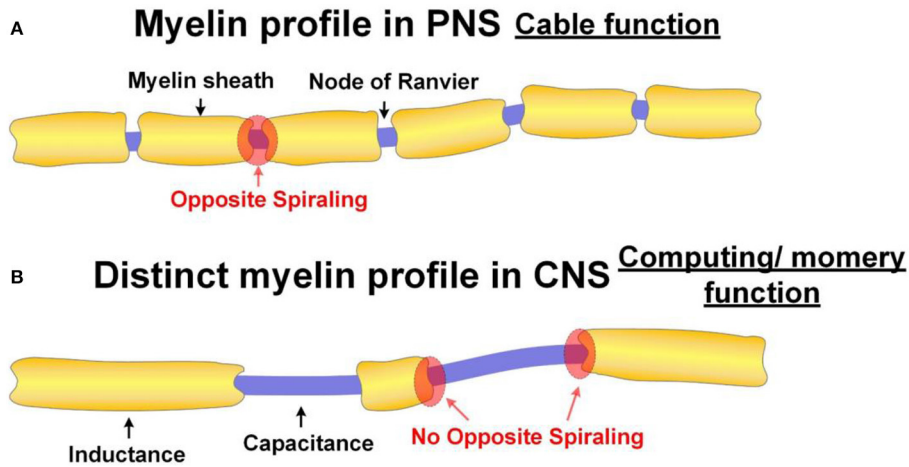 A
Myelin profile in PNS Cable function
Myelin sheath
Node of Ranvier
Opposite Spiraling
B
Distinct myelin profile in CNS
Computing/ momery
function
Inductance
Capacitance
No Opposite Spiraling